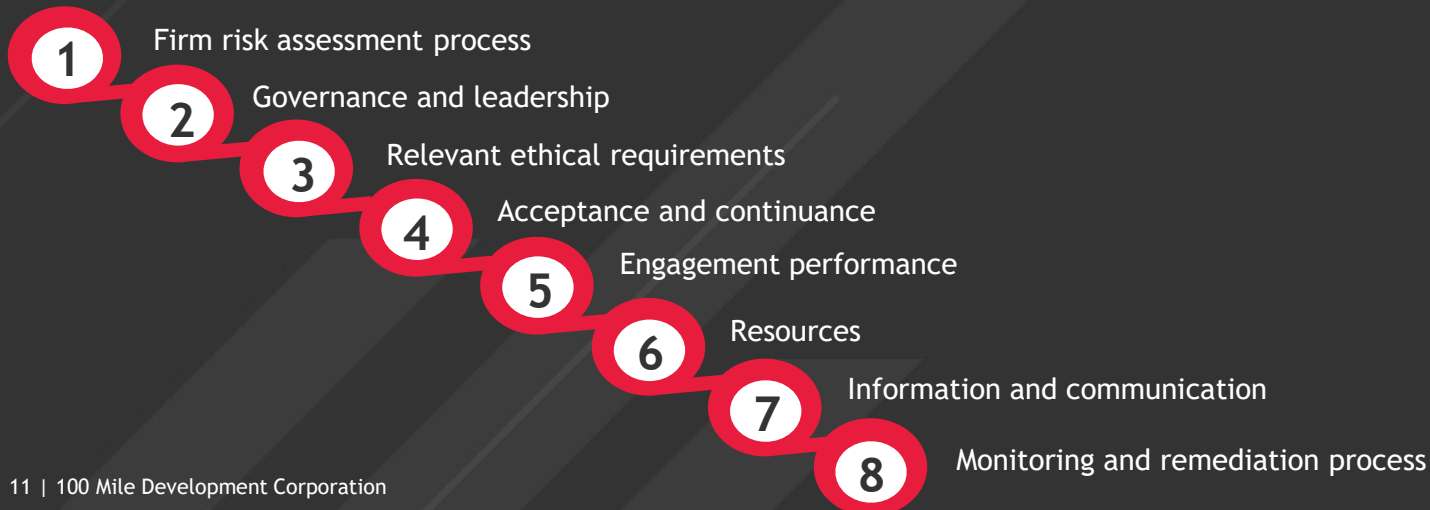 1 Firm risk assessment process
2 Governance and leadership
3 Relevant ethical requirements
4 Acceptance and continuance
5 Engagement performance
6 Resources
7 Information and communication
8 Monitoring and remediation process
11 | 100 Mile Development Corporation